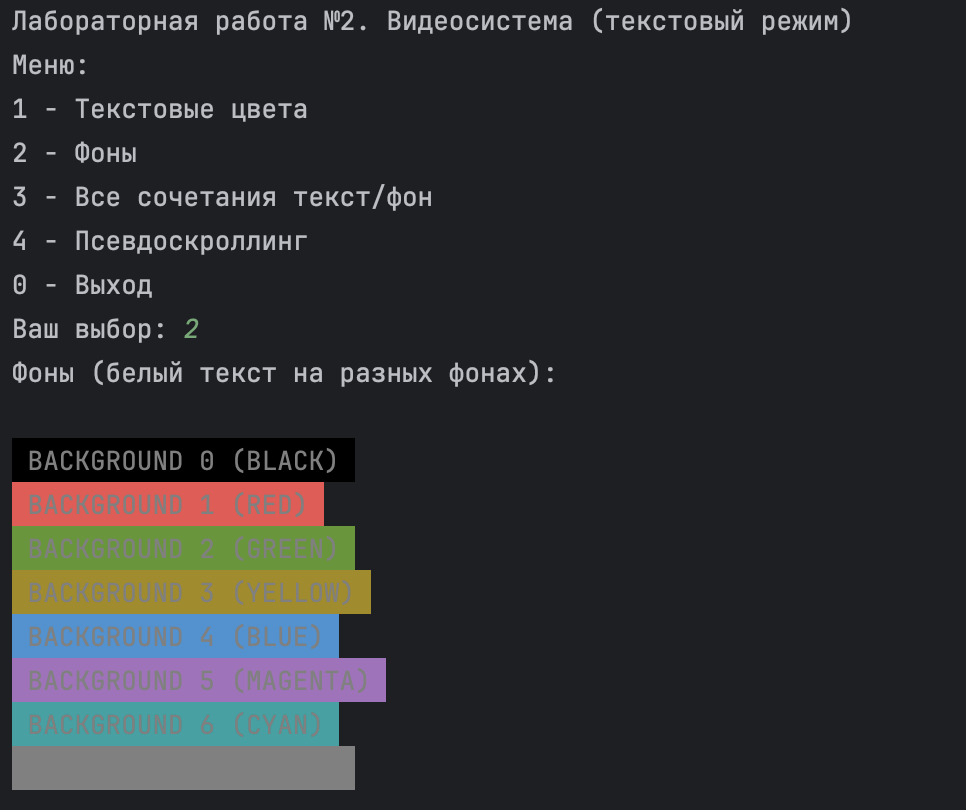 Лабораторная работа №2. Видеосистема (текстовый режим)
Меню:
1 - Текстовые цвета
2 - Фоны
3 - Все сочетания текст/фон
4 - Псевдоскроллинг
0 - Выход
Ваш выбор: 2
Фоны (белый текст на разных фонах):
BACKGROUND 0 (BLACK)
BACKGROUND 1 (RED)
BACKGROUND 2 (GREEN)
BACKGROUND 3 (YELLOW)
BACKGROUND 4 (BLUE)
BACKGROUND 5 (MAGENTA)
BACKGROUND 6 (CYAN)